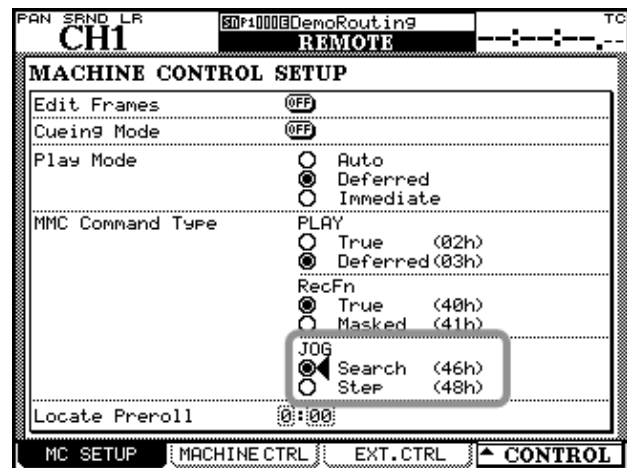 PAN SRND LR
CH1
DemoRouting
REMOTE
TC
--:--:--.--
MACHINE CONTROL SETUP
Edit Frames OFF
Cueing Mode OFF
Play Mode Auto
Deferred
Immediate
MMC Command Type PLAY
True (02h)
Deferred(03h)
RecFn
True (40h)
Masked (41h)
JOG
Search (46h)
Step (48h)
Locate Preroll 0:00
MC SETUP MACHINE CTRL EXT.CTRL ▲ CONTROL